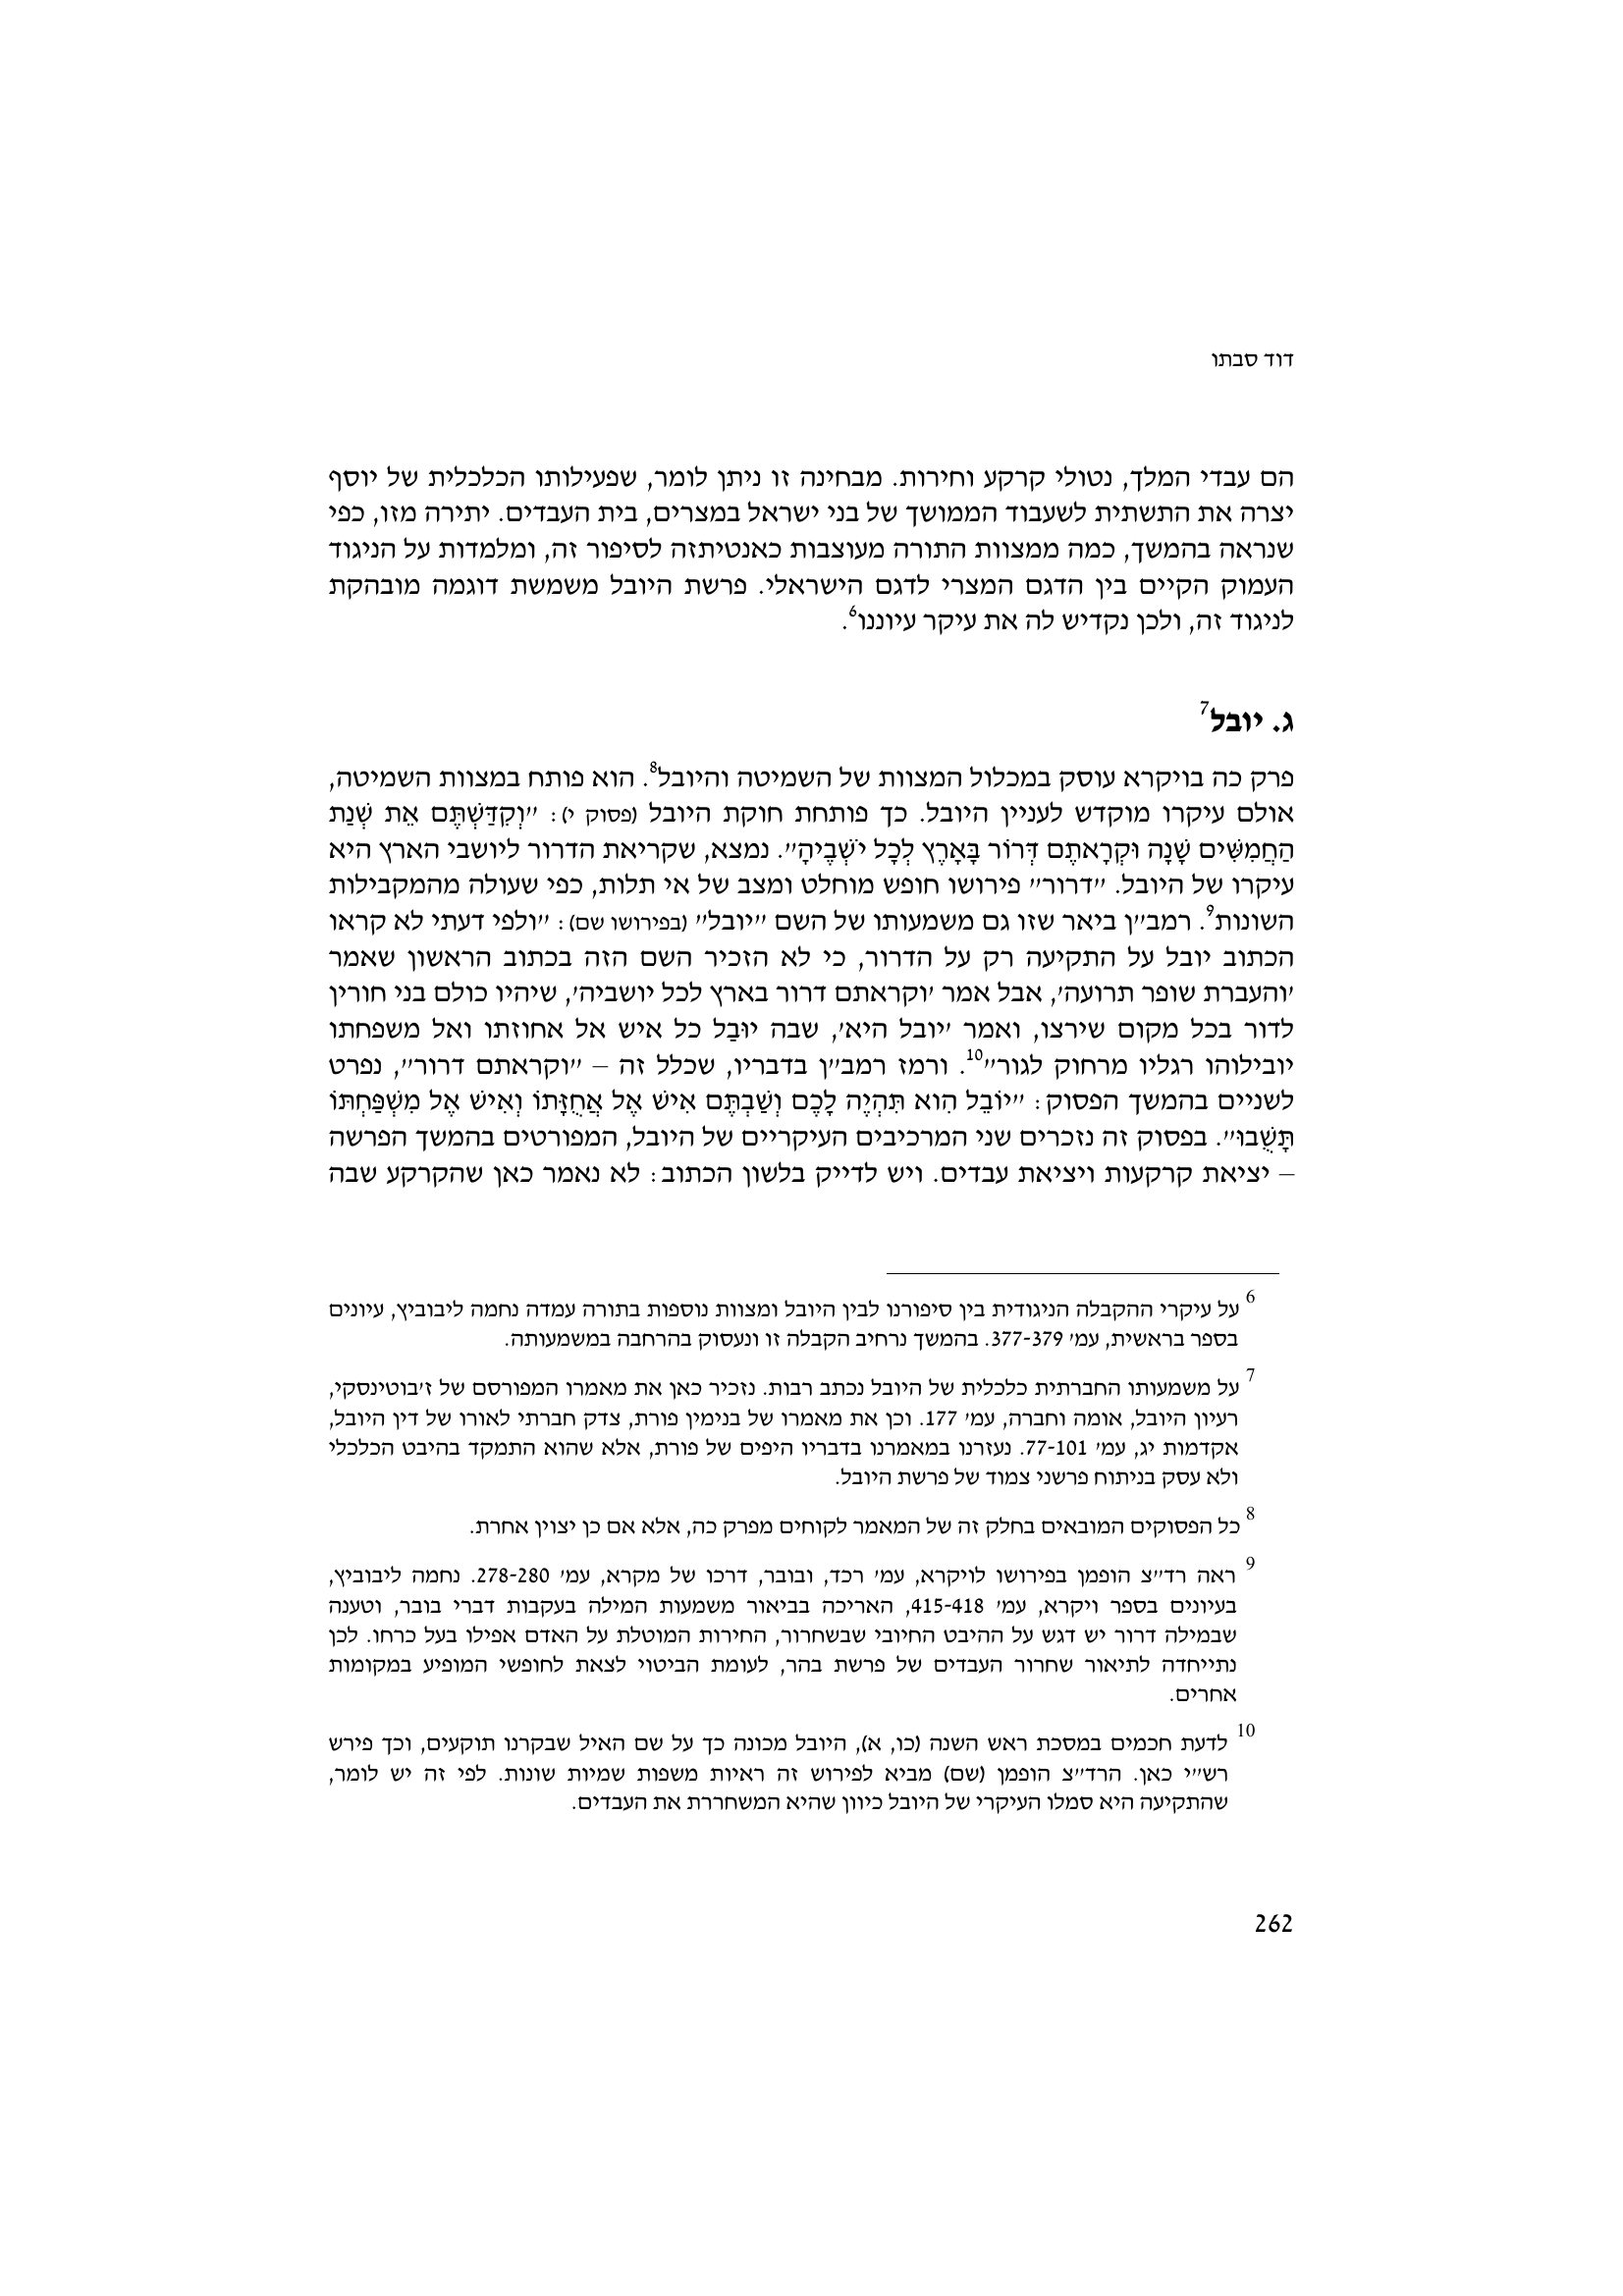 דוד סבתו
הם עבדי המלך, נטולי קרקע וחירות. מבחינה זו ניתן לומר, שפעילותו הכלכלית של יוסף
יצרה את התשתית לשעבוד הממושך של בני ישראל במצרים, בית העבדים. יתירה מזו, כפי
שנראה בהמשך, כמה ממצוות התורה מעוצבות כאנטיתזה לסיפור זה, ומלמדות על הניגוד
העמוק הקיים בין הדגם המצרי לדגם הישראלי. פרשת היובל משמשת דוגמה מובהקת
לניגוד זה, ולכן נקדיש לה את עיקר עיוננו6.
ג. יובל7
פרק כה בויקרא עוסק במכלול המצוות של השמיטה והיובל8. הוא פותח במצוות השמיטה,
אולם עיקרו מוקדש לעניין היובל. כך פותחת חוקת היובל (פסוק י): "וְקִדַּשְׁתֶּם אֵת שְׁנַת
הַחֲמִשִּׁים שָׁנָה וּקְרָאתֶם דְּרוֹר בָּאָרֶץ לְכָל יֹשְׁבֶיהָ". נמצא, שקריאת הדרור ליושבי הארץ היא
עיקרו של היובל. "דרור" פירושו חופש מוחלט ומצב של אי תלות, כפי שעולה מהמקבילות
השונות9. רמב"ן ביאר שזו גם משמעותו של השם "יובל" (בפירושו שם): "ולפי דעתי לא קראו
הכתוב יובל על התקיעה רק על הדרור, כי לא הזכיר השם הזה בכתוב הראשון שאמר
'והעברת שופר תרועה', אבל אמר 'וקראתם דרור בארץ לכל יושביה', שיהיו כולם בני חורין
לדור בכל מקום שירצו, ואמר 'יובל היא', שבה יוּבַל כל איש אל אחוזתו ואל משפחתו
יובילוהו רגליו מרחוק לגור"10. ורמז רמב"ן בדבריו, שכלל זה – "וקראתם דרור", נפרט
לשניים בהמשך הפסוק: "יוֹבֵל הִוא תִּהְיֶה לָכֶם וְשַׁבְתֶּם אִישׁ אֶל אֲחֻזָּתוֹ וְאִישׁ אֶל מִשְׁפַּחְתּוֹ
תָּשֻׁבוּ". בפסוק זה נזכרים שני המרכיבים העיקריים של היובל, המפורטים בהמשך הפרשה
– יציאת קרקעות ויציאת עבדים. ויש לדייק בלשון הכתוב: לא נאמר כאן שהקרקע שבה
6 על עיקרי ההקבלה הניגודית בין סיפורנו לבין היובל ומצוות נוספות בתורה עמדה נחמה ליבוביץ, עיונים
בספר בראשית, עמ' 377-379. בהמשך נרחיב הקבלה זו ונעסוק בהרחבה במשמעותה.
7 על משמעותו החברתית כלכלית של היובל נכתב רבות. נזכיר כאן את מאמרו המפורסם של ז'בוטינסקי,
רעיון היובל, אומה וחברה, עמ' 177. וכן את מאמרו של בנימין פורת, צדק חברתי לאורו של דין היובל,
אקדמות יג, עמ' 77-101. נעזרנו במאמרנו בדבריו היפים של פורת, אלא שהוא התמקד בהיבט הכלכלי
ולא עסק בניתוח פרשני צמוד של פרשת היובל.
8 כל הפסוקים המובאים בחלק זה של המאמר לקוחים מפרק כה, אלא אם כן יצוין אחרת.
9 ראה רד"צ הופמן בפירושו לויקרא, עמ' רכד, ובובר, דרכו של מקרא, עמ' 278-280. נחמה ליבוביץ,
בעיונים בספר ויקרא, עמ' 415-418, האריכה בביאור משמעות המילה בעקבות דברי בובר, וטענה
שבמילה דרור יש דגש על ההיבט החיובי שבשחרור, החירות המוטלת על האדם אפילו בעל כרחו. לכן
נתייחדה לתיאור שחרור העבדים של פרשת בהר, לעומת הביטוי לצאת לחופשי המופיע במקומות
אחרים.
10 לדעת חכמים במסכת ראש השנה (כו, א), היובל מכונה כך על שם האיל שבקרנו תוקעים, וכך פירש
רש"י כאן. הרד"צ הופמן (שם) מביא לפירוש זה ראיות משפות שמיות שונות. לפי זה יש לומר,
שהתקיעה היא סמלו העיקרי של היובל כיוון שהיא המשחררת את העבדים.
262